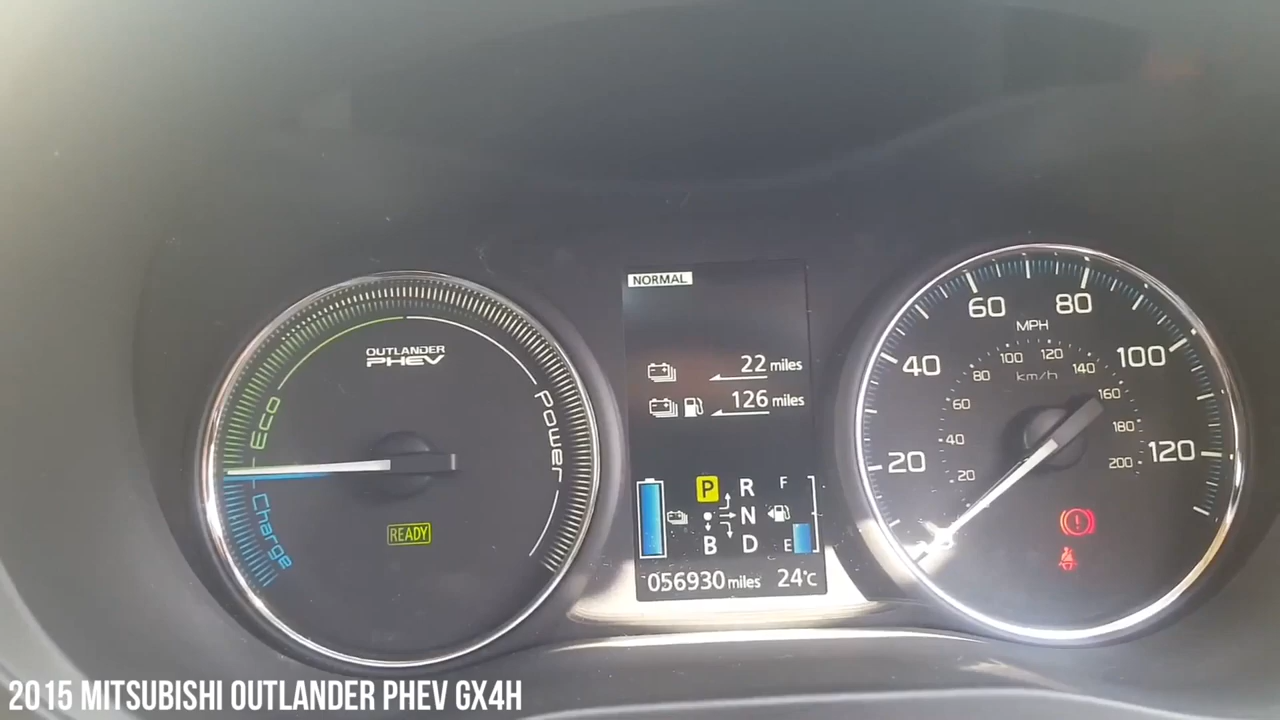 NORMAL
OUTLANDER
PHEV
Eco
Power
Charge
READY
22 miles
126 miles
P R F
N
B D E
056930 miles 24°C
60 80
MPH
40 100
20 120
100 120
80 km/h 140
60 160
40 180
20 200
2015 MITSUBISHI OUTLANDER PHEV GX4H